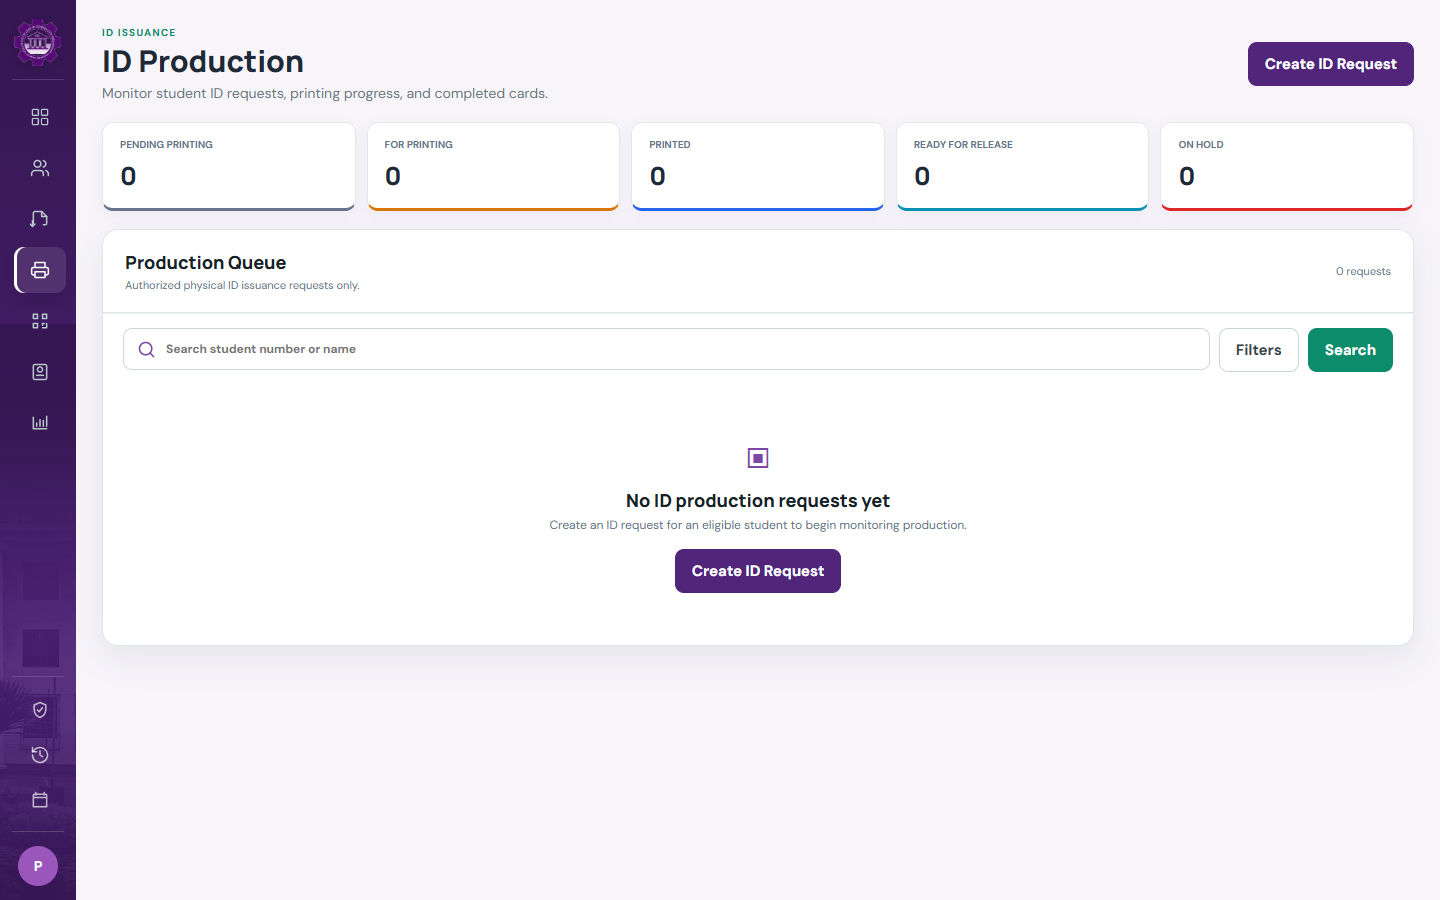 ID ISSUANCE
ID Production
Monitor student ID requests, printing progress, and completed cards.
Create ID Request
PENDING PRINTING
0
FOR PRINTING
0
PRINTED
0
READY FOR RELEASE
0
ON HOLD
0
Production Queue
Authorized physical ID issuance requests only.
0 requests
Search student number or name
Filters
Search
No ID production requests yet
Create an ID request for an eligible student to begin monitoring production.
Create ID Request
P